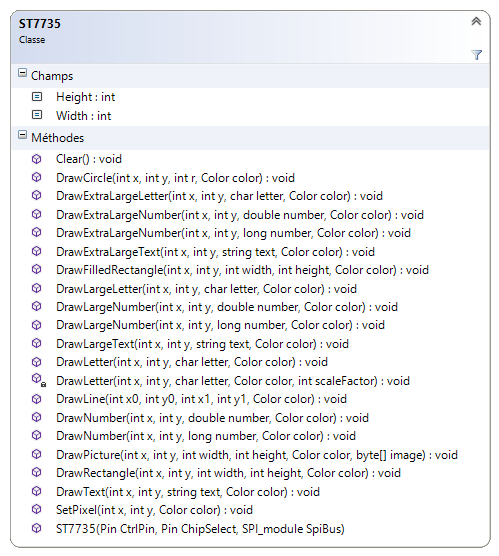 ST7735
Classe
Champs
Height : int
Width : int
Méthodes
Clear() : void
DrawCircle(int x, int y, int r, Color color) : void
DrawExtraLargeLetter(int x, int y, char letter, Color color) : void
DrawExtraLargeNumber(int x, int y, double number, Color color) : void
DrawExtraLargeNumber(int x, int y, long number, Color color) : void
DrawExtraLargeText(int x, int y, string text, Color color) : void
DrawFilledRectangle(int x, int y, int width, int height, Color color) : void
DrawLargeLetter(int x, int y, char letter, Color color) : void
DrawLargeNumber(int x, int y, double number, Color color) : void
DrawLargeNumber(int x, int y, long number, Color color) : void
DrawLargeText(int x, int y, string text, Color color) : void
DrawLetter(int x, int y, char letter, Color color) : void
DrawLetter(int x, int y, char letter, Color color, int scaleFactor) : void
DrawLine(int x0, int y0, int x1, int y1, Color color) : void
DrawNumber(int x, int y, double number, Color color) : void
DrawNumber(int x, int y, long number, Color color) : void
DrawPicture(int x, int y, int width, int height, Color color, byte[] image) : void
DrawRectangle(int x, int y, int width, int height, Color color) : void
DrawText(int x, int y, string text, Color color) : void
SetPixel(int x, int y, Color color) : void
ST7735(Pin CtrlPin, Pin ChipSelect, SPI_module SpiBus)